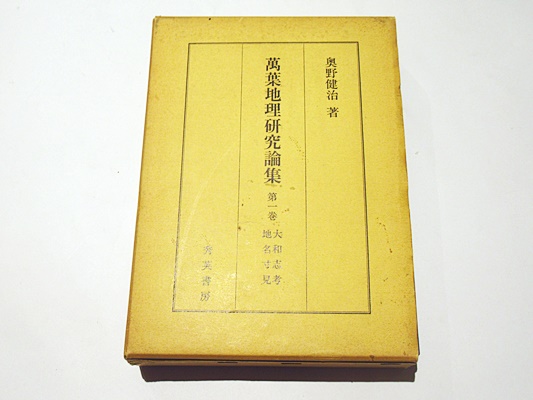 奥野健治 著
萬葉地理研究論集 第一巻
大和志考
地名寸見
秀英書房